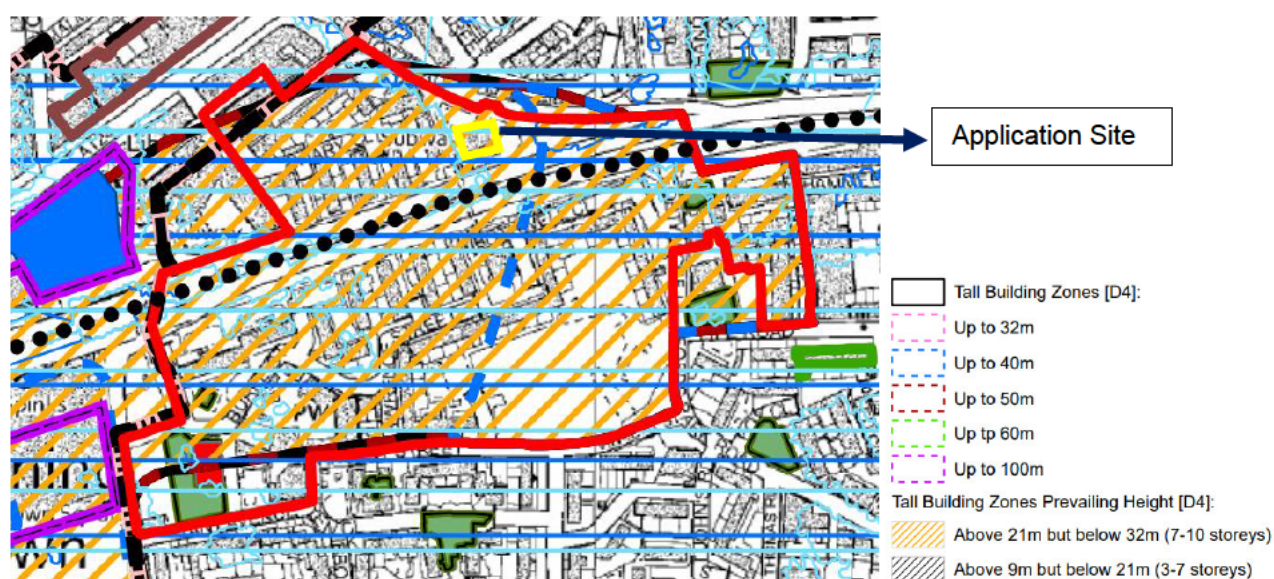 Application Site
Tall Building Zones [D4]:
Up to 32m
Up to 40m
Up to 50m
Up tp 60m
Up to 100m
Tall Building Zones Prevailing Height [D4]:
Above 21m but below 32m (7-10 storeys)
Above 9m but below 21m (3-7 storeys)